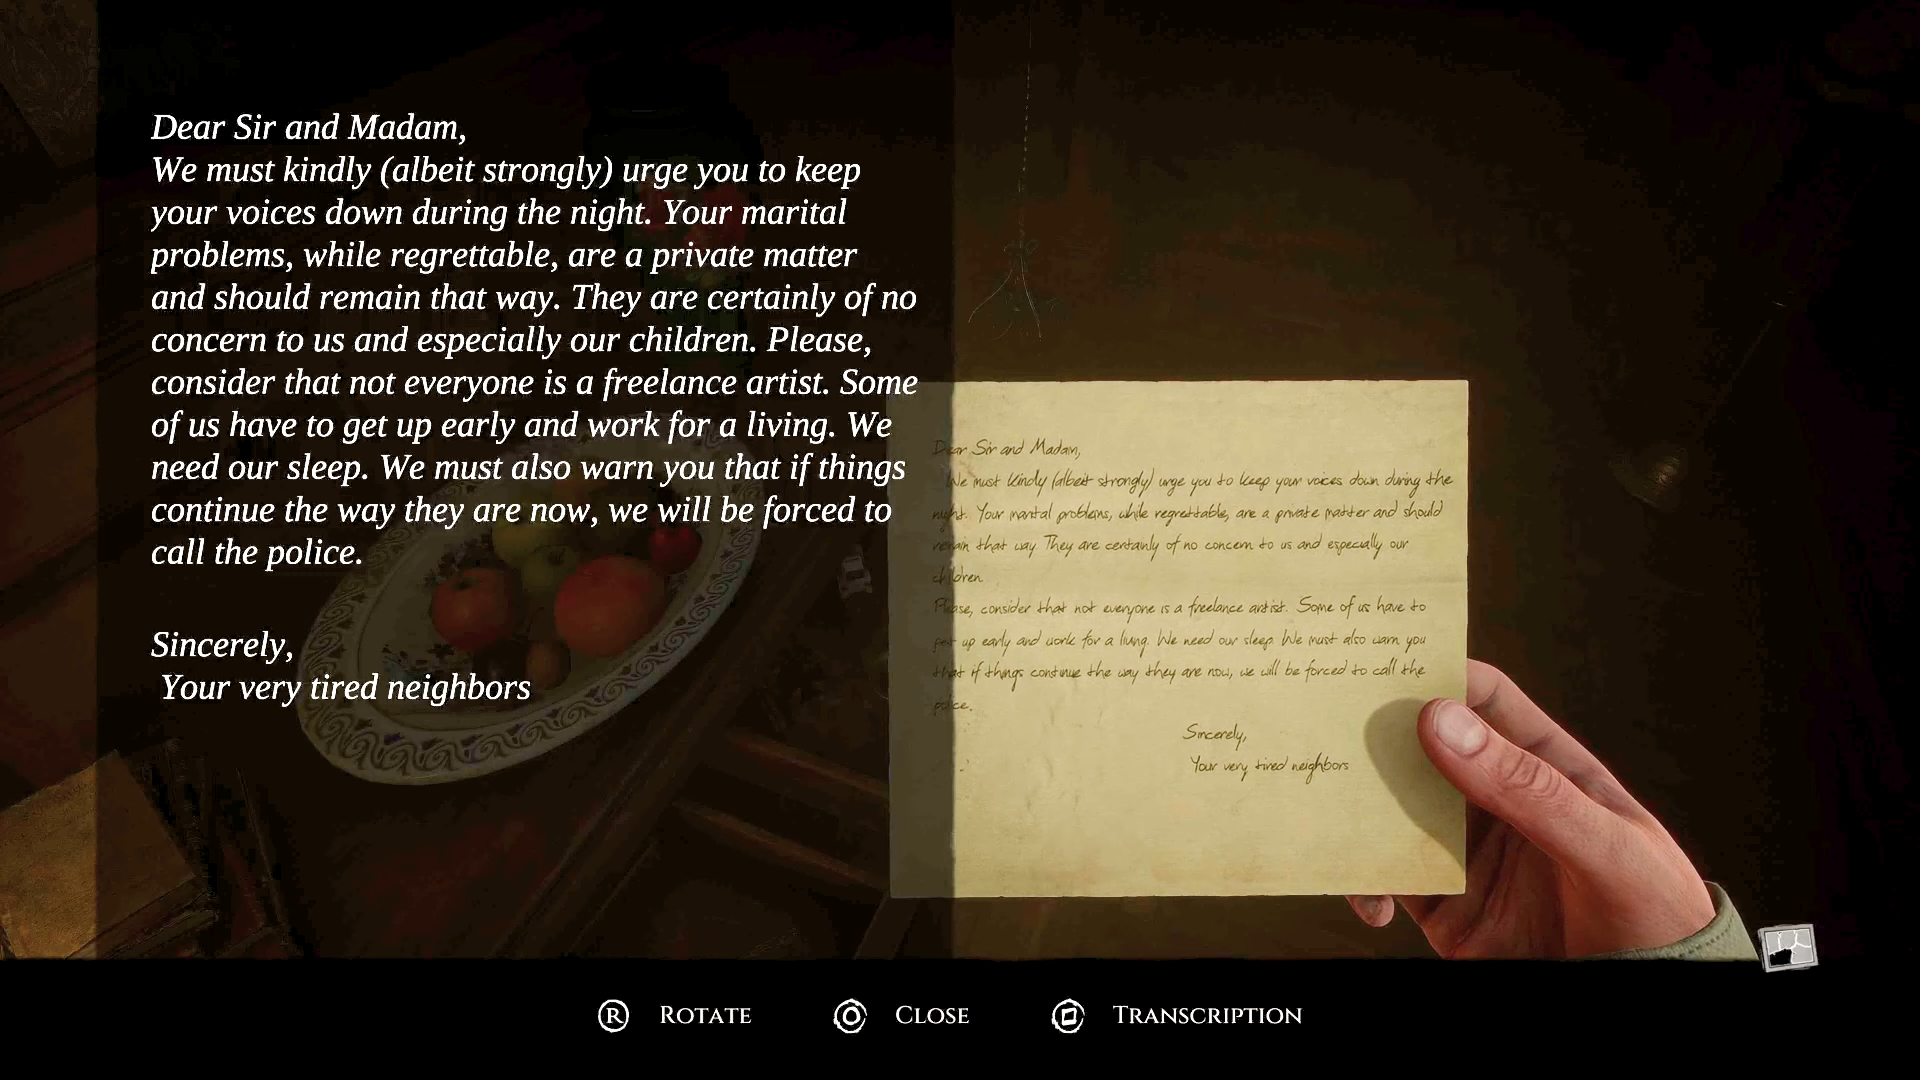 Dear Sir and Madam,
We must kindly (albeit strongly) urge you to keep
your voices down during the night. Your marital
problems, while regrettable, are a private matter
and should remain that way. They are certainly of no
concern to us and especially our children. Please,
consider that not everyone is a freelance artist. Some
of us have to get up early and work for a living. We
need our sleep. We must also warn you that if things
continue the way they are now, we will be forced to
call the police.
Sincerely,
Your very tired neighbors
Dear Sir and Madam,
We must kindly (albeit strongly) urge you to keep your voices down during the
night. Your marital problems, while regrettable, are a private matter and should
remain that way. They are certainly of no concern to us and especially our
children.
Please, consider that not everyone is a freelance artist. Some of us have to
get up early and work for a living. We need our sleep. We must also warn you
that if things continue the way they are now, we will be forced to call the
police.
Sincerely,
Your very tired neighbors
R ROTATE CLOSE TRANSCRIPTION